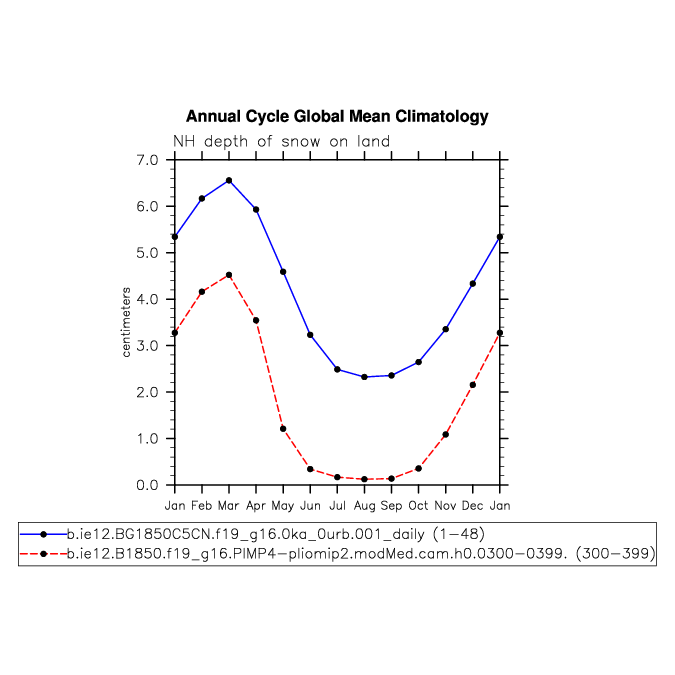 Annual Cycle Global Mean Climatology
NH depth of snow on land
7.0
6.0
5.0
4.0
3.0
2.0
1.0
0.0
centimeters
Jan Feb Mar Apr May Jun Jul Aug Sep Oct Nov Dec Jan
b.ie12.BG1850C5CN.f19_g16.0ka_0urb.001_daily (1-48)
b.ie12.B1850.f19_g16.PIMP4-pliomip2.modMed.cam.h0.0300-0399. (300-399)